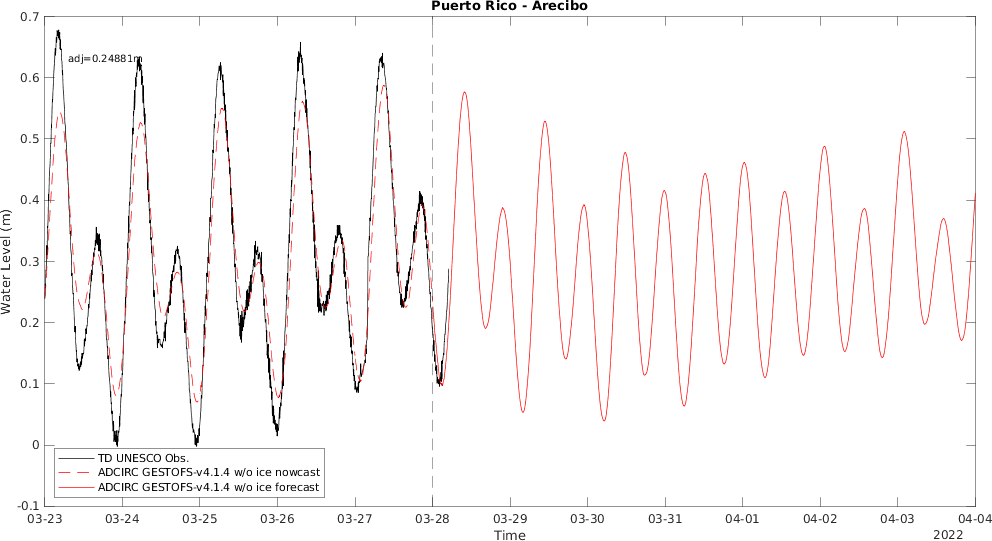 Puerto Rico - Arecibo
0.7
adj=0.24881m
0.6
0.5
0.4
0.3
0.2
0.1
0
-0.1
Water Level (m)
TD UNESCO Obs.
ADCIRC GESTOFS-v4.1.4 w/o ice nowcast
ADCIRC GESTOFS-v4.1.4 w/o ice forecast
03-23 03-24 03-25 03-26 03-27 03-28 03-29 03-30 03-31 04-01 04-02 04-03 04-04
Time
2022